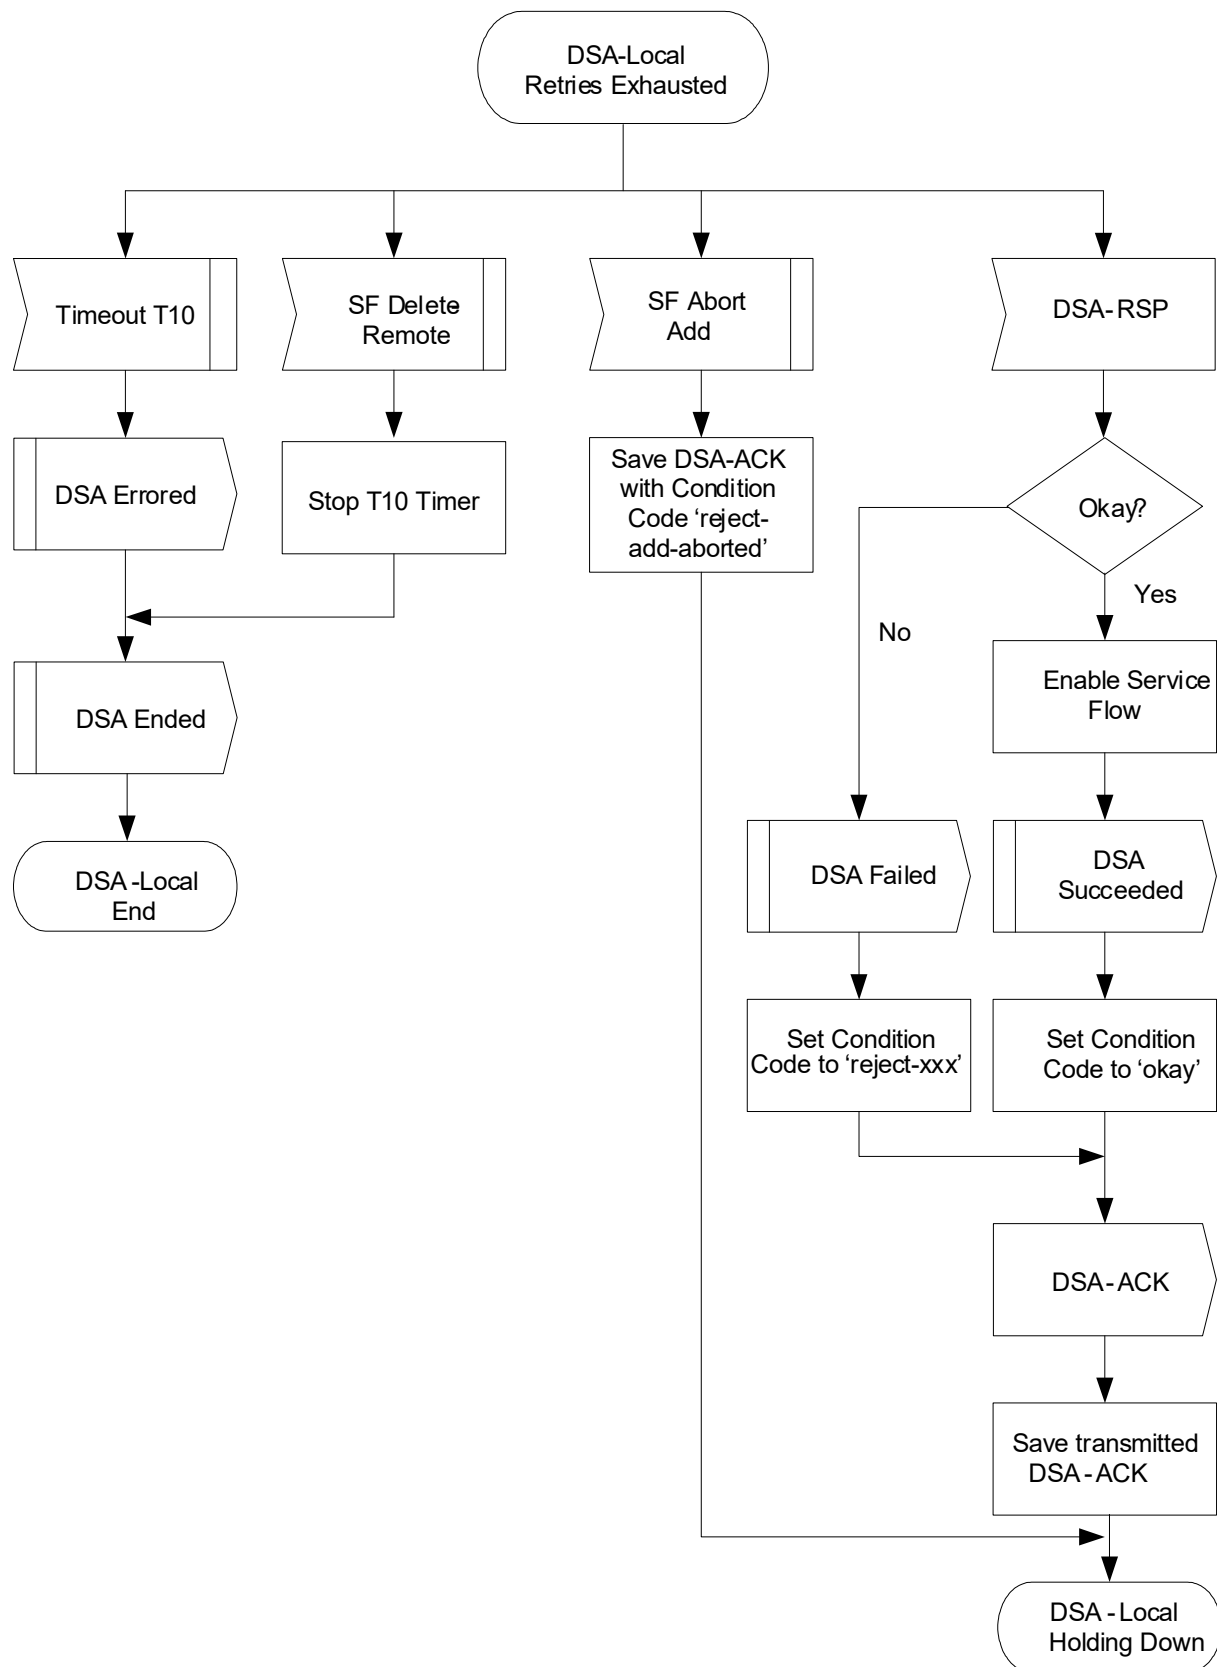 DSA-Local
Retries Exhausted
Timeout T10
SF Delete
Remote
SF Abort
Add
DSA-RSP
DSA Errored
Stop T10 Timer
Save DSA-ACK
with Condition
Code ‘reject-
add-aborted’
Okay?
Yes
No
Enable Service
Flow
DSA Ended
DSA-Local
End
DSA Failed
DSA
Succeeded
Set Condition
Code to ‘reject-xxx’
Set Condition
Code to ‘okay’
DSA-ACK
Save transmitted
DSA-ACK
DSA-Local
Holding Down